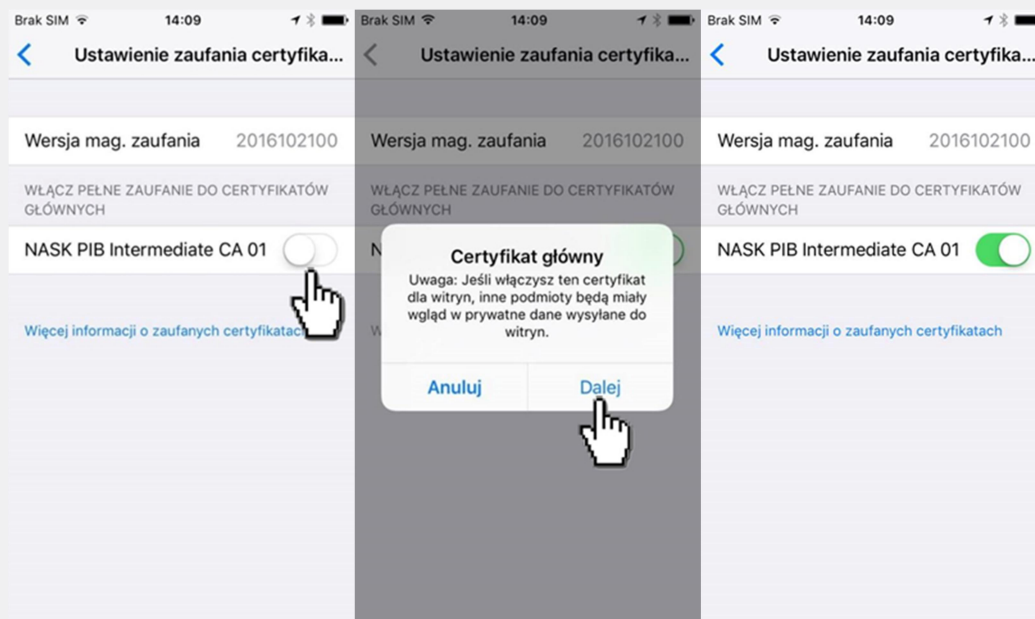 Brak SIM 14:09
Ustawienie zaufania certyfika...
Wersja mag. zaufania 2016102100
WŁĄCZ PEŁNE ZAUFANIE DO CERTYFIKATÓW
GŁÓWNYCH
NASK PIB Intermediate CA 01
Więcej informacji o zaufanych certyfikatach
Brak SIM 14:09
Ustawienie zaufania certyfika...
Wersja mag. zaufania 2016102100
WŁĄCZ PEŁNE ZAUFANIE DO CERTYFIKATÓW
GŁÓWNYCH
Certyfikat główny
Uwaga: Jeśli włączysz ten certyfikat
dla witryn, inne podmioty będą miały
wgląd w prywatne dane wysyłane do
witryn.
Anuluj Dalej
Brak SIM 14:09
Ustawienie zaufania certyfika...
Wersja mag. zaufania 2016102100
WŁĄCZ PEŁNE ZAUFANIE DO CERTYFIKATÓW
GŁÓWNYCH
NASK PIB Intermediate CA 01
Więcej informacji o zaufanych certyfikatach